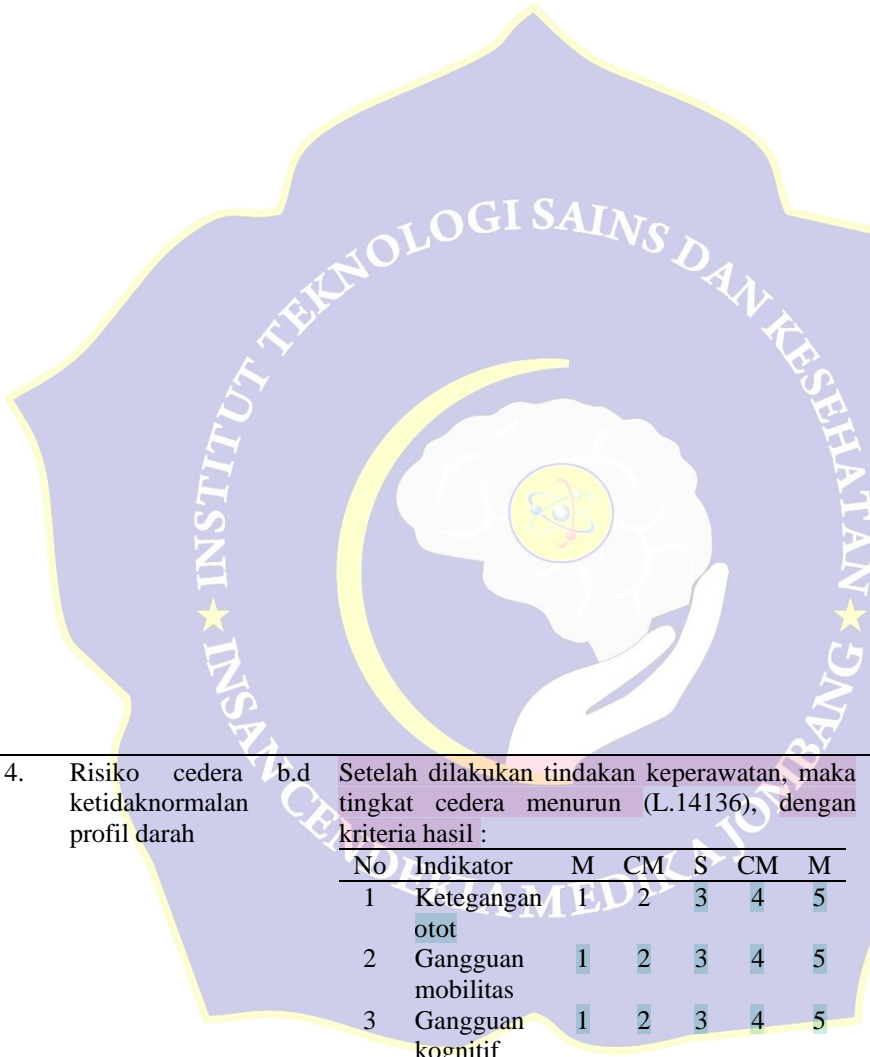 INSTITUT TEKNOLOGI SAINS DAN KESEHATAN
INSAN CENDEKIA MEDIKA JOMBANG
4. Risiko cedera b.d Setelah dilakukan tindakan keperawatan, maka
ketidaknormalan tingkat cedera menurun (L.14136), dengan
profil darah kriteria hasil :
No Indikator M CM S CM M
1 Ketegangan 1 2 3 4 5
otot
2 Gangguan 1 2 3 4 5
mobilitas
3 Gangguan 1 2 3 4 5
kognitif